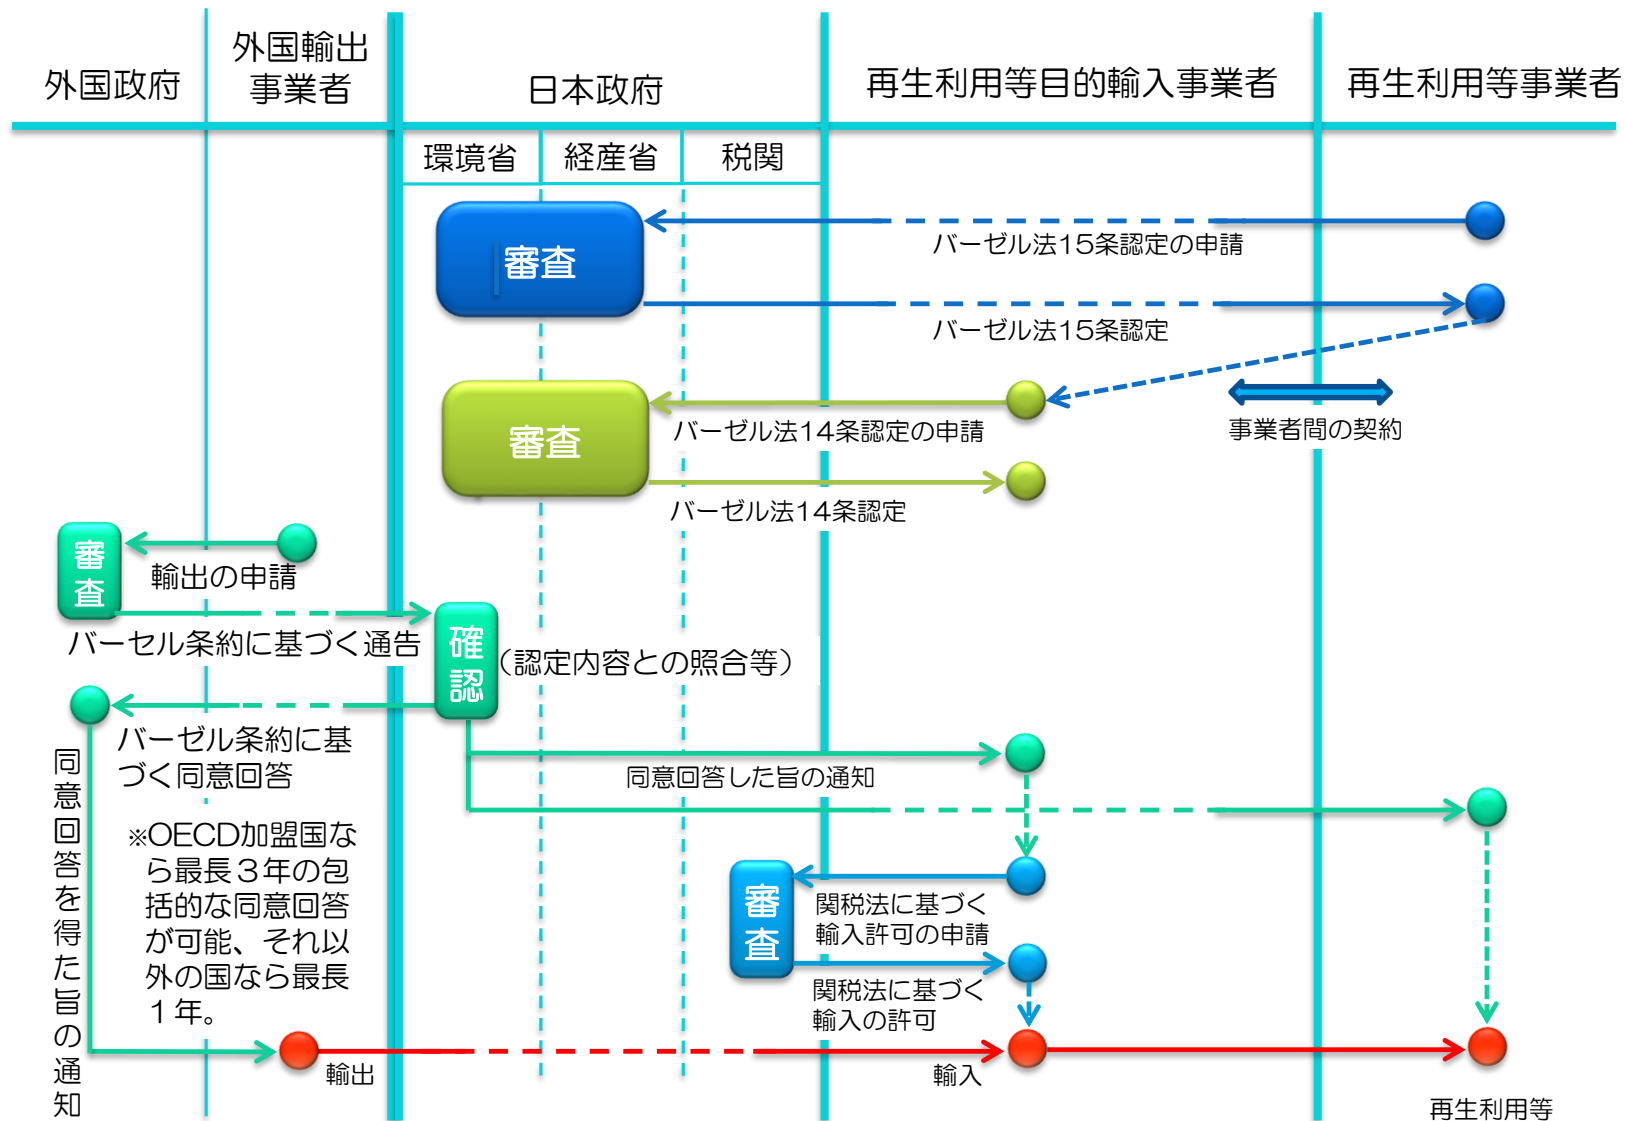 外国政府
外国輸出
事業者
日本政府
再生利用等目的輸入事業者
再生利用等事業者
環境省
経産省
税関
審査
バーゼル法15条認定の申請
バーゼル法15条認定
審査
バーゼル法14条認定の申請
事業者間の契約
バーゼル法14条認定
審査
輸出の申請
バーセル条約に基づく通告
確認
(認定内容との照合等)
バーゼル条約に基
づく同意回答
同意回答を得た旨の通知
同意回答した旨の通知
※OECD加盟国な
ら最長３年の包
括的な同意回答
が可能、それ以
外の国なら最長
１年。
審査
関税法に基づく
輸入許可の申請
関税法に基づく
輸入の許可
輸出
輸入
再生利用等